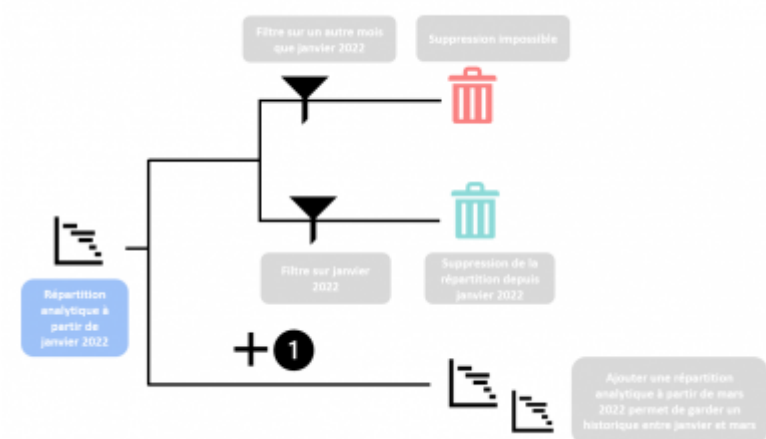 Filtre sur un autre mois
que janvier 2022
Suppression impossible
Filtre sur janvier
2022
Suppression de la
répartition depuis
janvier 2022
Répartition
analytique à
partir de
janvier 2022
1
Ajouter une répartition
analytique à partir de mars
2022 permet de garder un
historique entre janvier et mars